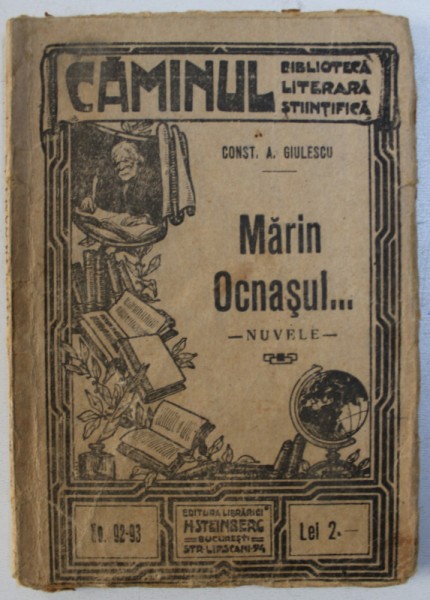 CĂMINUL
BIBLIOTECĂ
LITERARĂ
ŞTIINŢIFICĂ
CONST. A. GIULESCU
Mărin
Ocnaşul...
—NUVELE—
No. 92-93
EDITURA LIBRĂRIEI
H. STEINBERG
—BUCUREŞTI—
STR. LIPSCANI·94
Lei 2.—